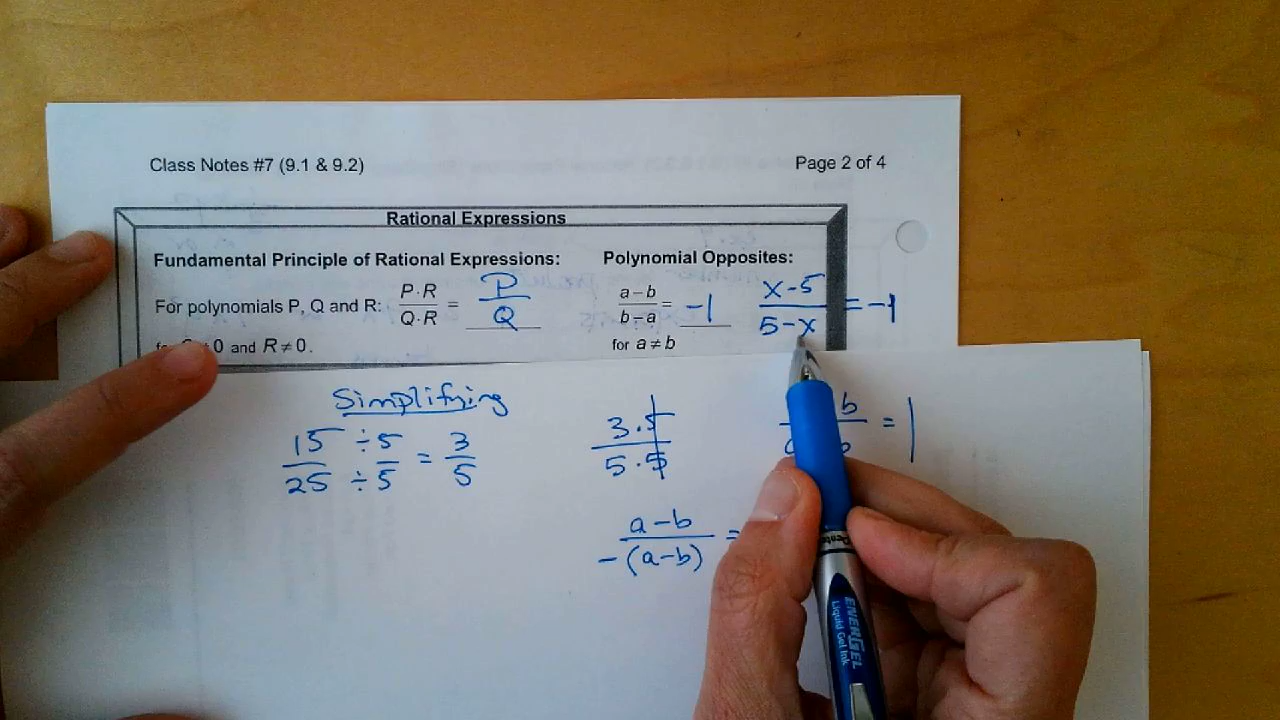 Class Notes #7 (9.1 & 9.2) Page 2 of 4
Rational Expressions
Fundamental Principle of Rational Expressions: Polynomial Opposites:
For polynomials P, Q and R: P·R / Q·R = P / Q
a−b / b−a = -1
x-5 / 5-x = -1
0 and R≠0.
for a≠b
Simplifying
15 ÷5 / 25 ÷5 = 3 / 5
3·5 / 5·5
b = 1
a-b / -(a-b) =
Pentel
ENERGEL
Liquid Gel Ink